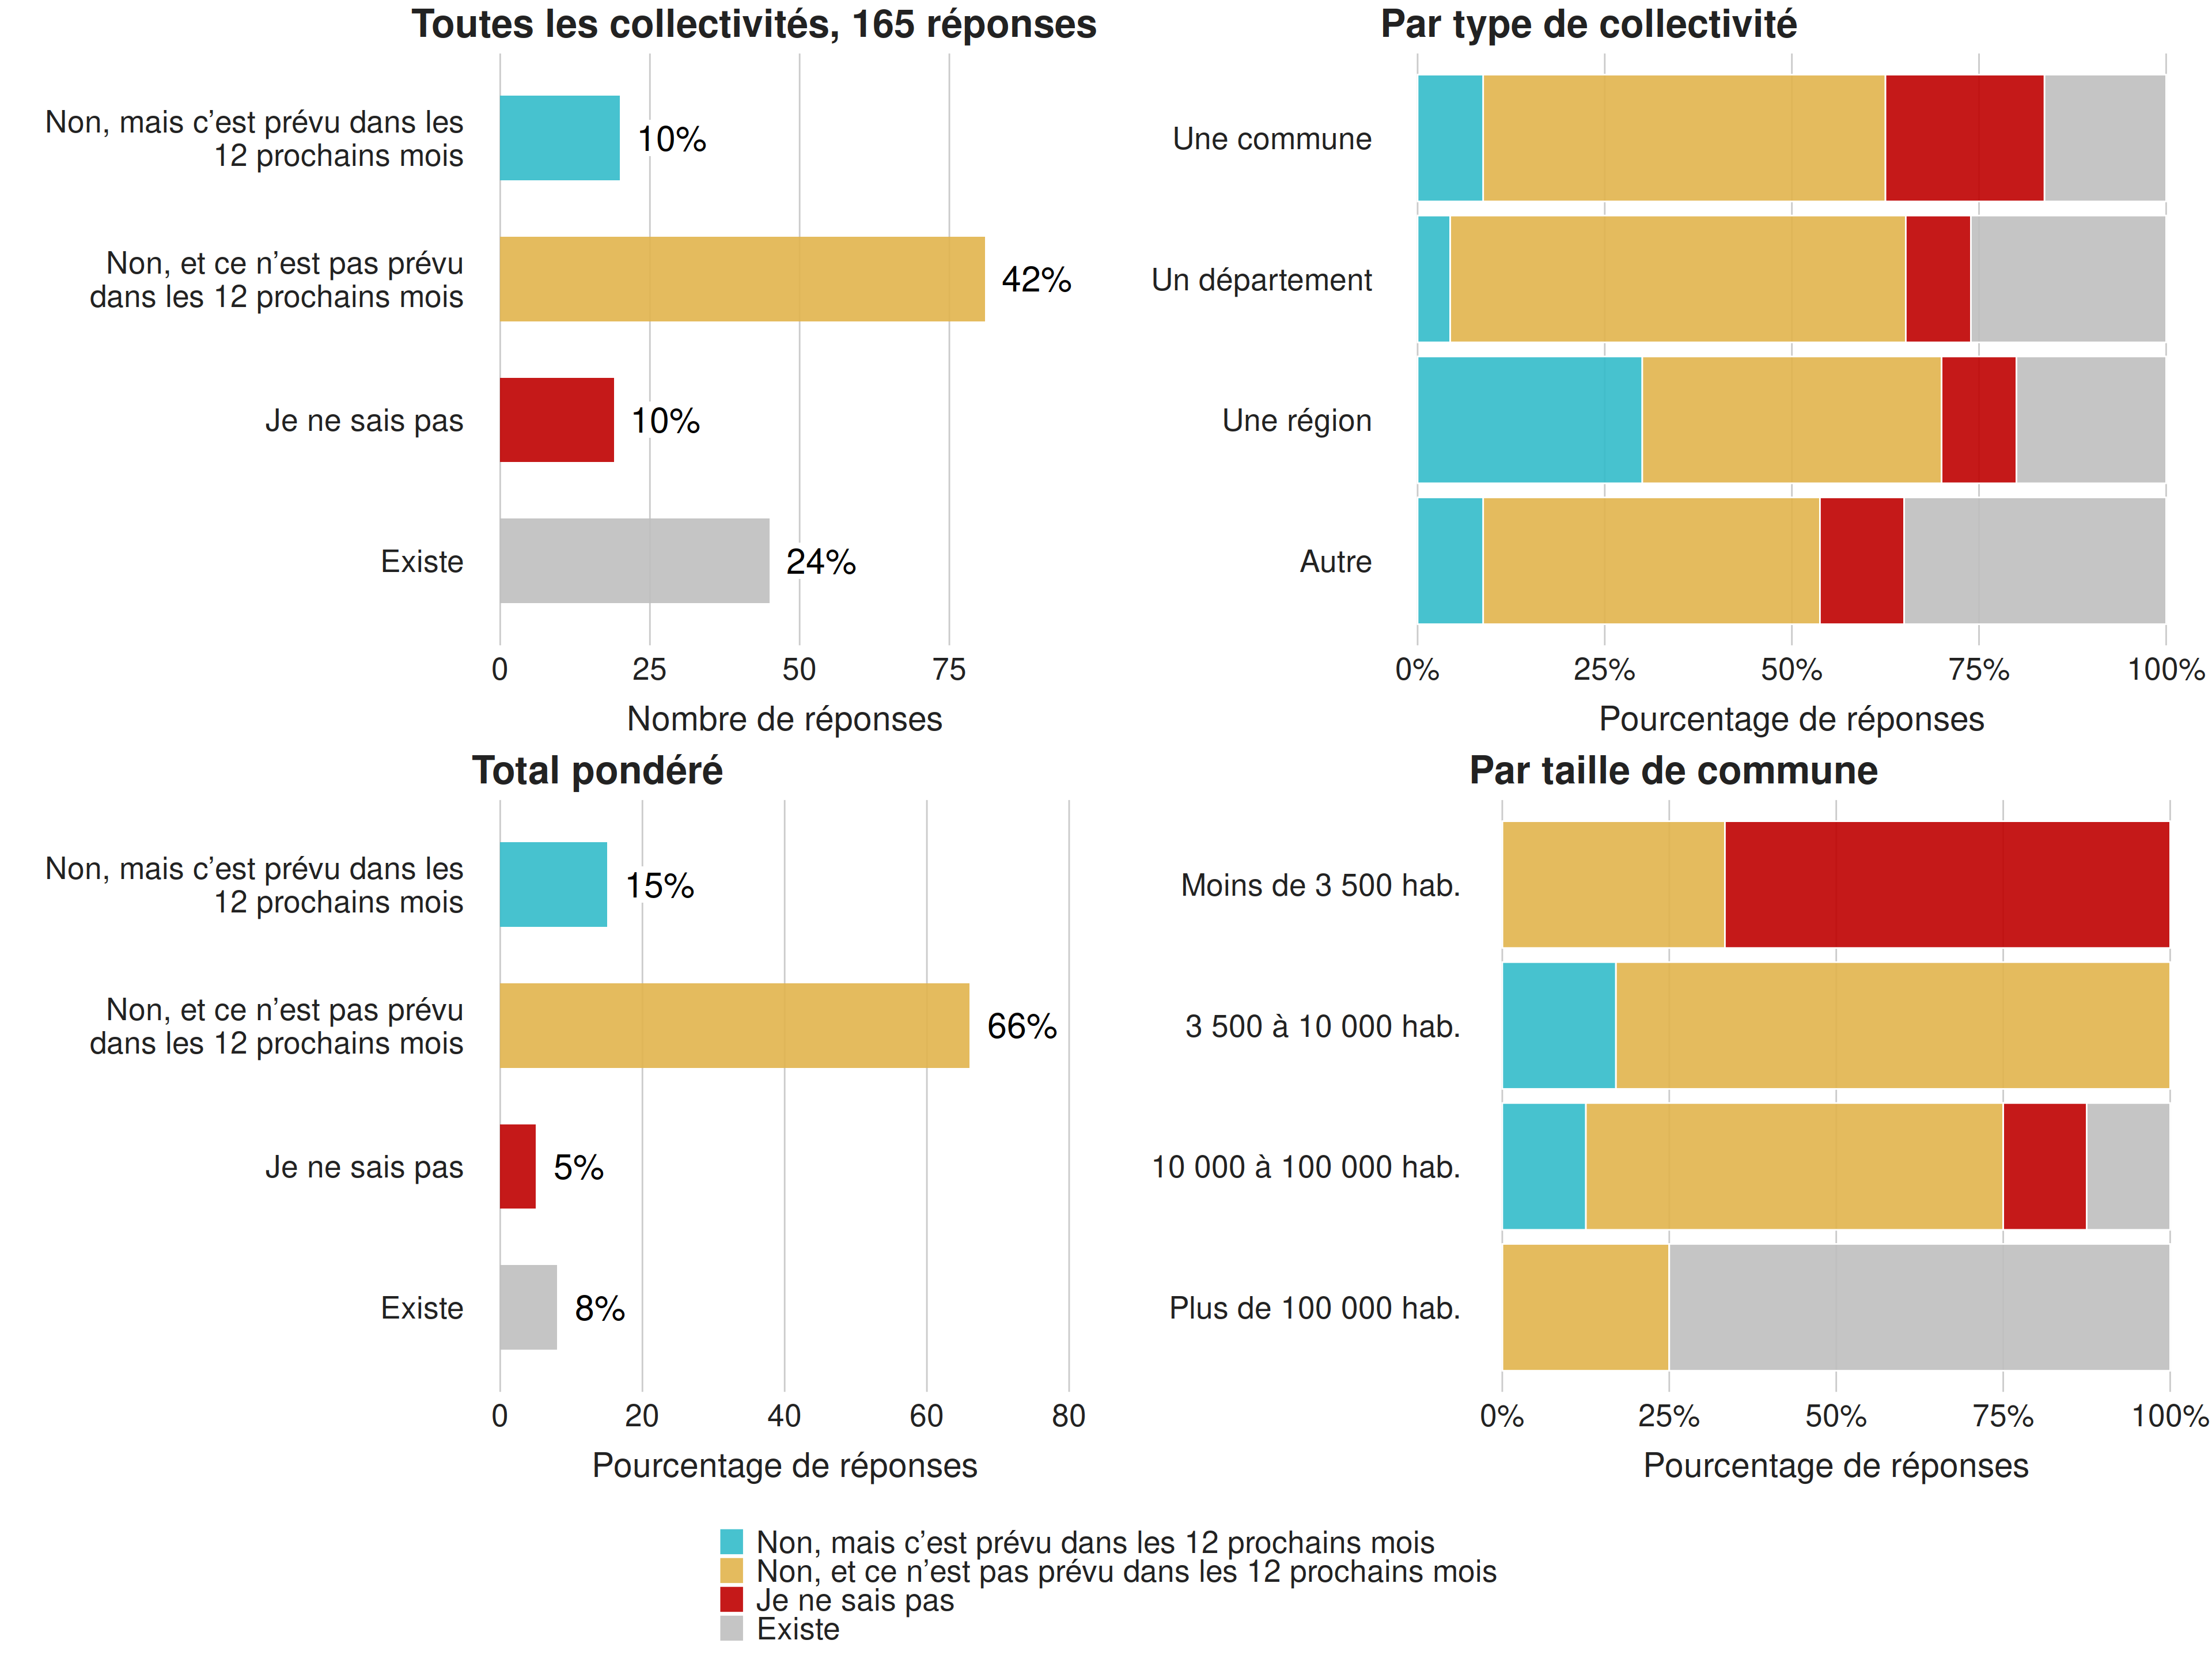 Toutes les collectivités, 165 réponses
Non, mais c’est prévu dans les
12 prochains mois
10%
Non, et ce n’est pas prévu
dans les 12 prochains mois
42%
Je ne sais pas
10%
Existe
24%
0 25 50 75
Nombre de réponses
Par type de collectivité
Une commune
Un département
Une région
Autre
0% 25% 50% 75% 100%
Pourcentage de réponses
Total pondéré
Non, mais c’est prévu dans les
12 prochains mois
15%
Non, et ce n’est pas prévu
dans les 12 prochains mois
66%
Je ne sais pas
5%
Existe
8%
0 20 40 60 80
Pourcentage de réponses
Par taille de commune
Moins de 3 500 hab.
3 500 à 10 000 hab.
10 000 à 100 000 hab.
Plus de 100 000 hab.
0% 25% 50% 75% 100%
Pourcentage de réponses
Non, mais c’est prévu dans les 12 prochains mois
Non, et ce n’est pas prévu dans les 12 prochains mois
Je ne sais pas
Existe